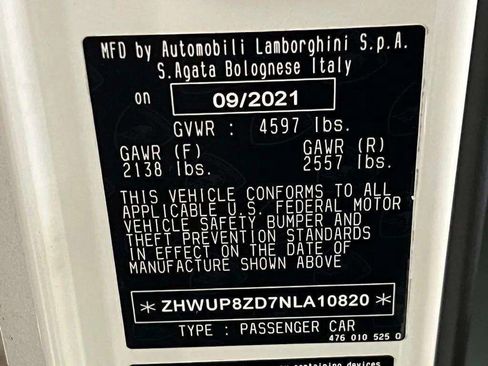 MFD by Automobili Lamborghini S.p.A.
S.Agata Bolognese Italy
on 09/2021
GVWR : 4597 lbs.
GAWR (F) GAWR (R)
2138 lbs. 2557 lbs.
THIS VEHICLE CONFORMS TO ALL
APPLICABLE U.S. FEDERAL MOTOR
VEHICLE SAFETY BUMPER AND
THEFT PREVENTION STANDARDS
IN EFFECT ON THE DATE OF
MANUFACTURE SHOWN ABOVE
* ZHWUP8ZD7NLA10820 *
TYPE : PASSENGER CAR
476 010 525 Q
containing devices